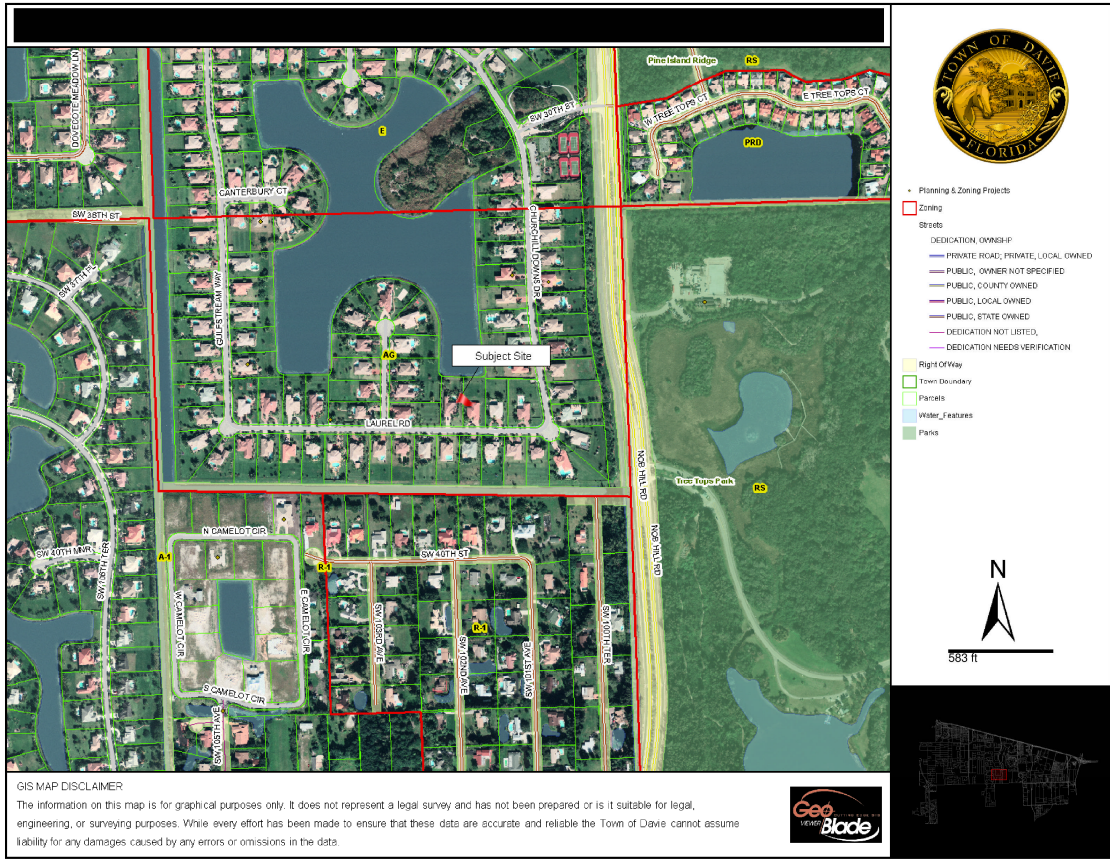 Pine Island Ridge
RS
DOVECOTE MEADOW LN
W TREE TOPS CT
E TREE TOPS CT
SW 30TH ST
E
PRD
CANTERBURY CT
SW 36TH ST
CHURCHILL DOWNS DR
SW 37TH PL
GULFSTREAM WAY
Subject Site
AG
LAUREL RD
NOB HILL RD
Tree Tops Park
RS
N CAMELOT CIR
NOB HILL RD
SW 40TH MNR
SW 106TH TER
A-1
SW 40TH ST
R-1
W CAMELOT CIR
E CAMELOT CIR
SW 103RD AVE
R-1
SW 102ND AVE
SW 101ST AVE
SW 100TH TER
S CAMELOT CIR
SW 105TH AVE
TOWN OF DAVIE
FLORIDA
Planning & Zoning Projects
Zoning
Streets
DEDICATION, OWNSHP
PRIVATE ROAD; PRIVATE, LOCAL OWNED
PUBLIC, OWNER NOT SPECIFIED
PUBLIC, COUNTY OWNED
PUBLIC, LOCAL OWNED
PUBLIC, STATE OWNED
DEDICATION NOT LISTED,
DEDICATION NEEDS VERIFICATION
Right Of Way
Town Boundary
Parcels
Water_Features
Parks
N
583 ft
GIS MAP DISCLAIMER
The information on this map is for graphical purposes only. It does not represent a legal survey and has not been prepared or is it suitable for legal,
engineering, or surveying purposes. While every effort has been made to ensure that these data are accurate and reliable the Town of Davie cannot assume
liability for any damages caused by any errors or omissions in the data.
Geo
VIEWER Blade